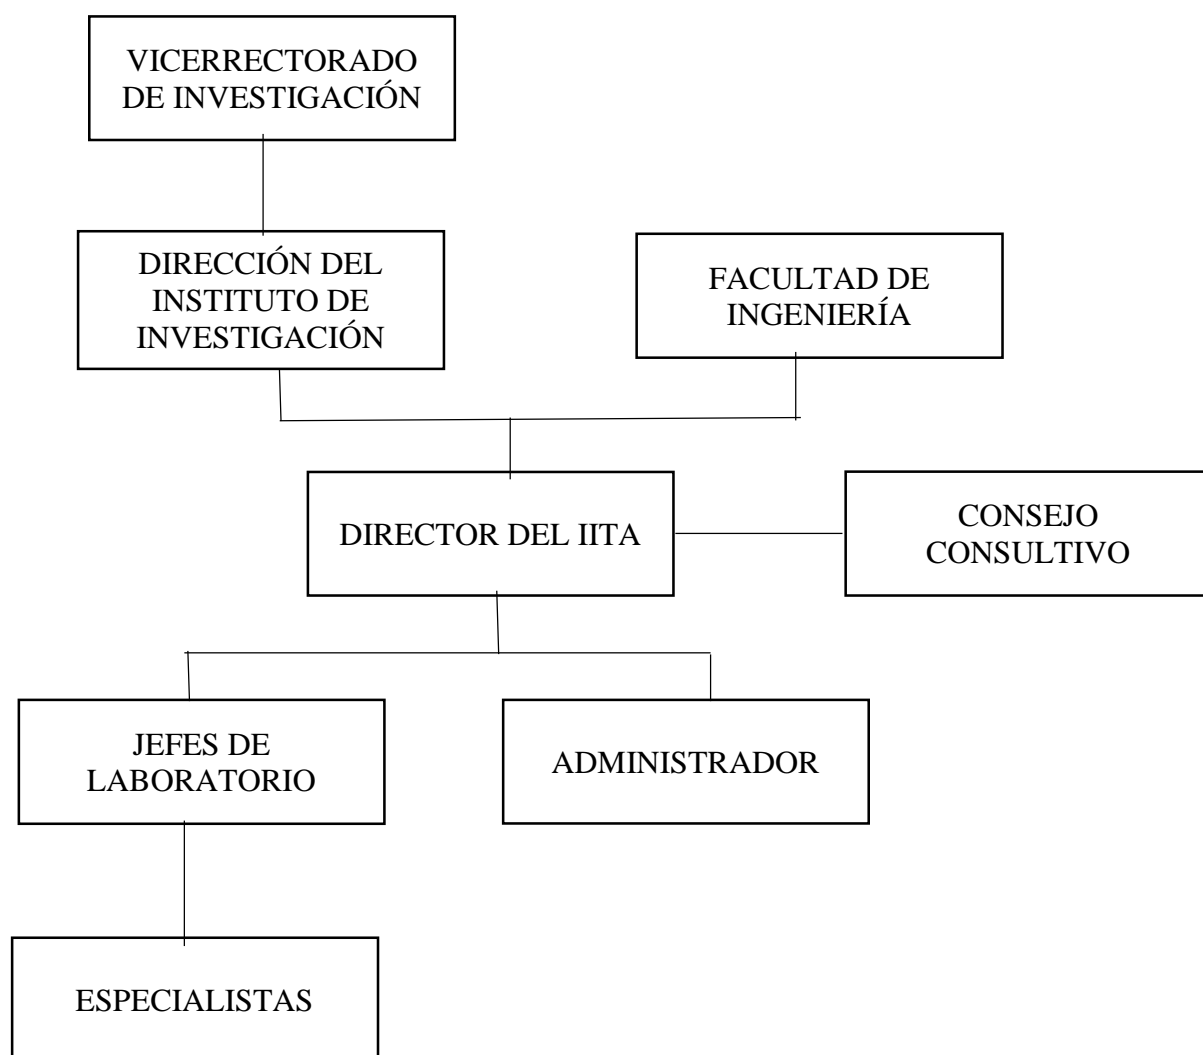 VICERRECTORADO
DE INVESTIGACIÓN
DIRECCIÓN DEL
INSTITUTO DE
INVESTIGACIÓN
FACULTAD DE
INGENIERÍA
DIRECTOR DEL IITA
CONSEJO
CONSULTIVO
JEFES DE
LABORATORIO
ADMINISTRADOR
ESPECIALISTAS